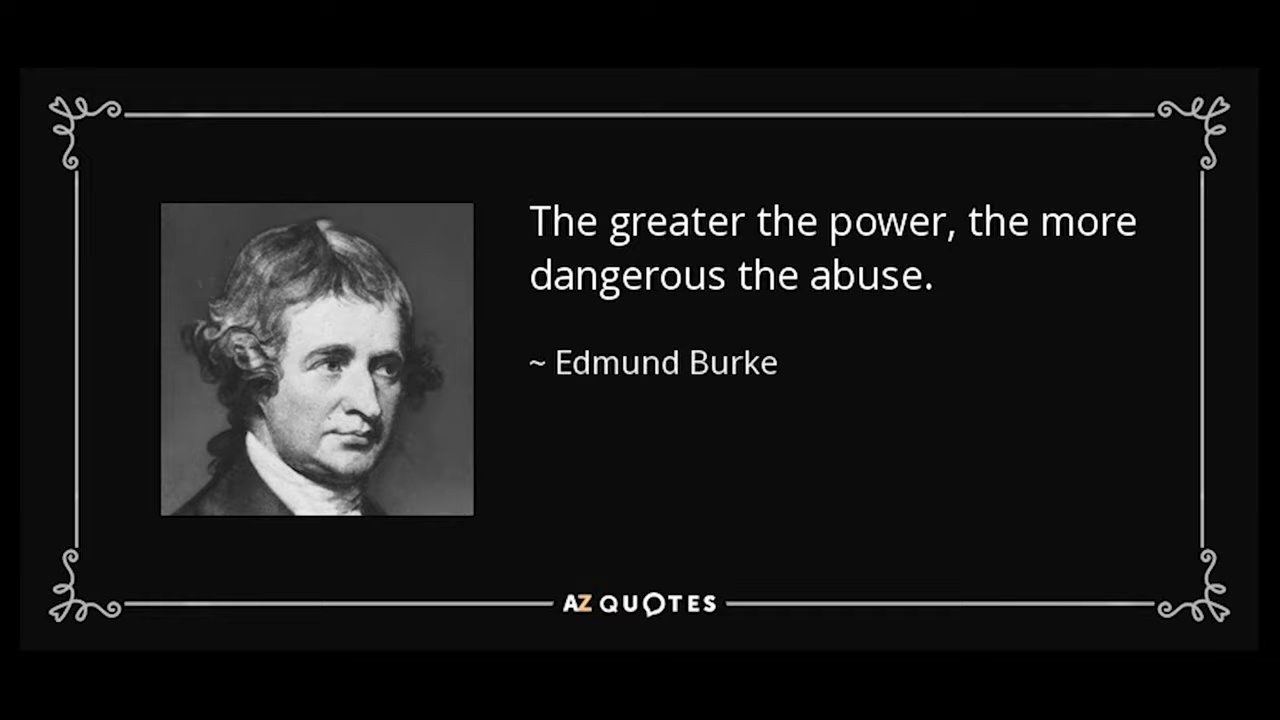 The greater the power, the more
dangerous the abuse.
~ Edmund Burke
AZ QUOTES